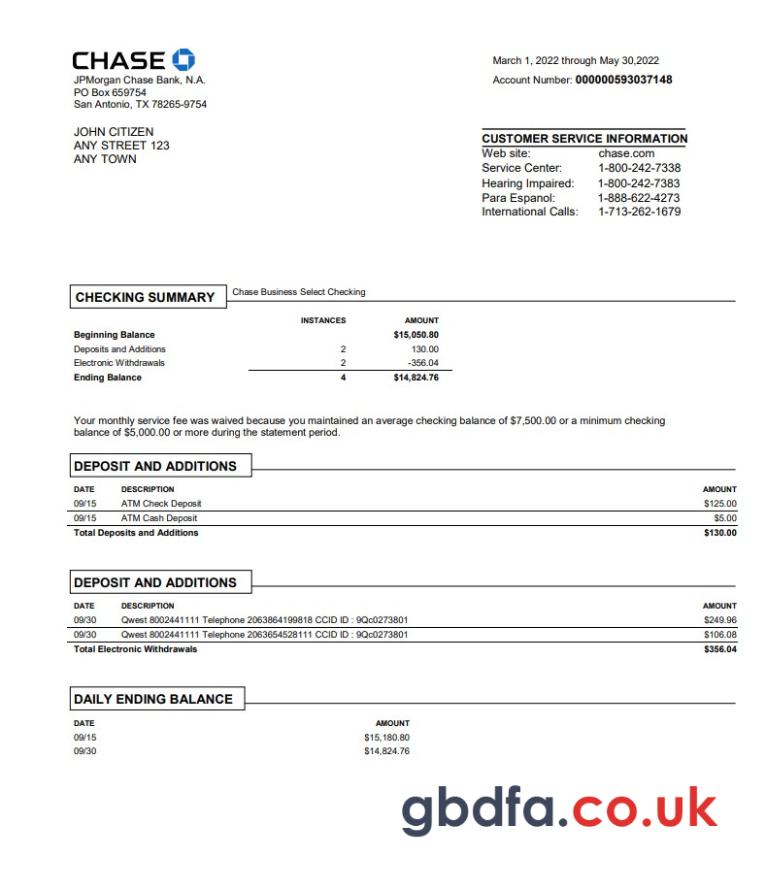 CHASE
JPMorgan Chase Bank, N.A.
PO Box 659754
San Antonio, TX 78265-9754
March 1, 2022 through May 30,2022
Account Number: 000000593037148
JOHN CITIZEN
ANY STREET 123
ANY TOWN
CUSTOMER SERVICE INFORMATION
Web site: chase.com
Service Center: 1-800-242-7338
Hearing Impaired: 1-800-242-7383
Para Espanol: 1-888-622-4273
International Calls: 1-713-262-1679
CHECKING SUMMARY Chase Business Select Checking
INSTANCES AMOUNT
Beginning Balance $15,050.80
Deposits and Additions 2 130.00
Electronic Withdrawals 2 -356.04
Ending Balance 4 $14,824.76
Your monthly service fee was waived because you maintained an average checking balance of $7,500.00 or a minimum checking
balance of $5,000.00 or more during the statement period.
DEPOSIT AND ADDITIONS
DATE DESCRIPTION AMOUNT
09/15 ATM Check Deposit $125.00
09/15 ATM Cash Deposit $5.00
Total Deposits and Additions $130.00
DEPOSIT AND ADDITIONS
DATE DESCRIPTION AMOUNT
09/30 Qwest 8002441111 Telephone 2063864199818 CCID ID : 9Qc0273801 $249.96
09/30 Qwest 8002441111 Telephone 2063654528111 CCID ID : 9Qc0273801 $106.08
Total Electronic Withdrawals $356.04
DAILY ENDING BALANCE
DATE AMOUNT
09/15 $15,180.80
09/30 $14,824.76
gbdfa.co.uk